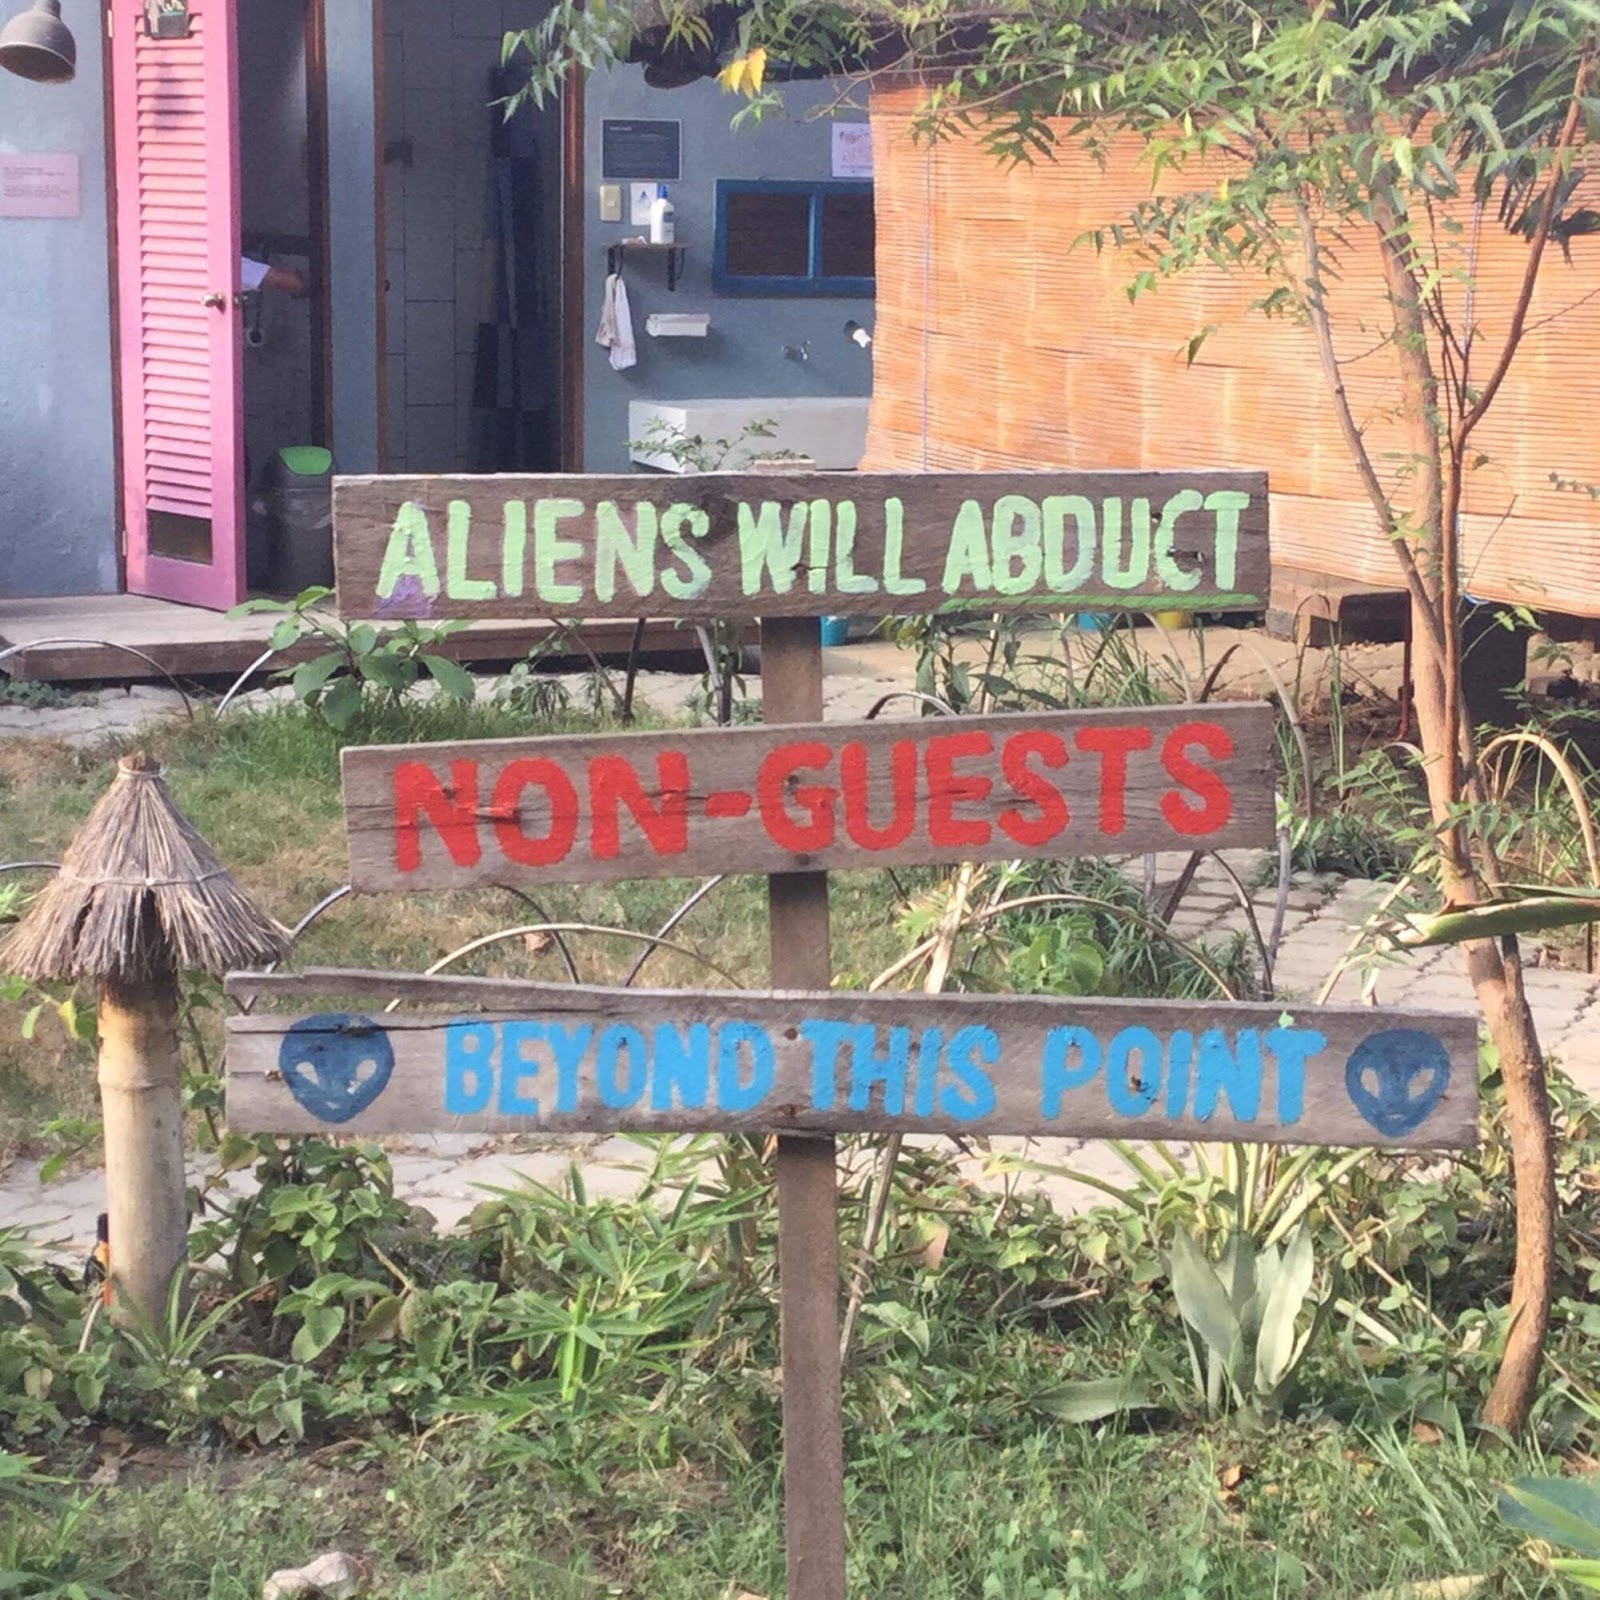 ALIENS WILL ABDUCT
NON-GUESTS
BEYOND THIS POINT